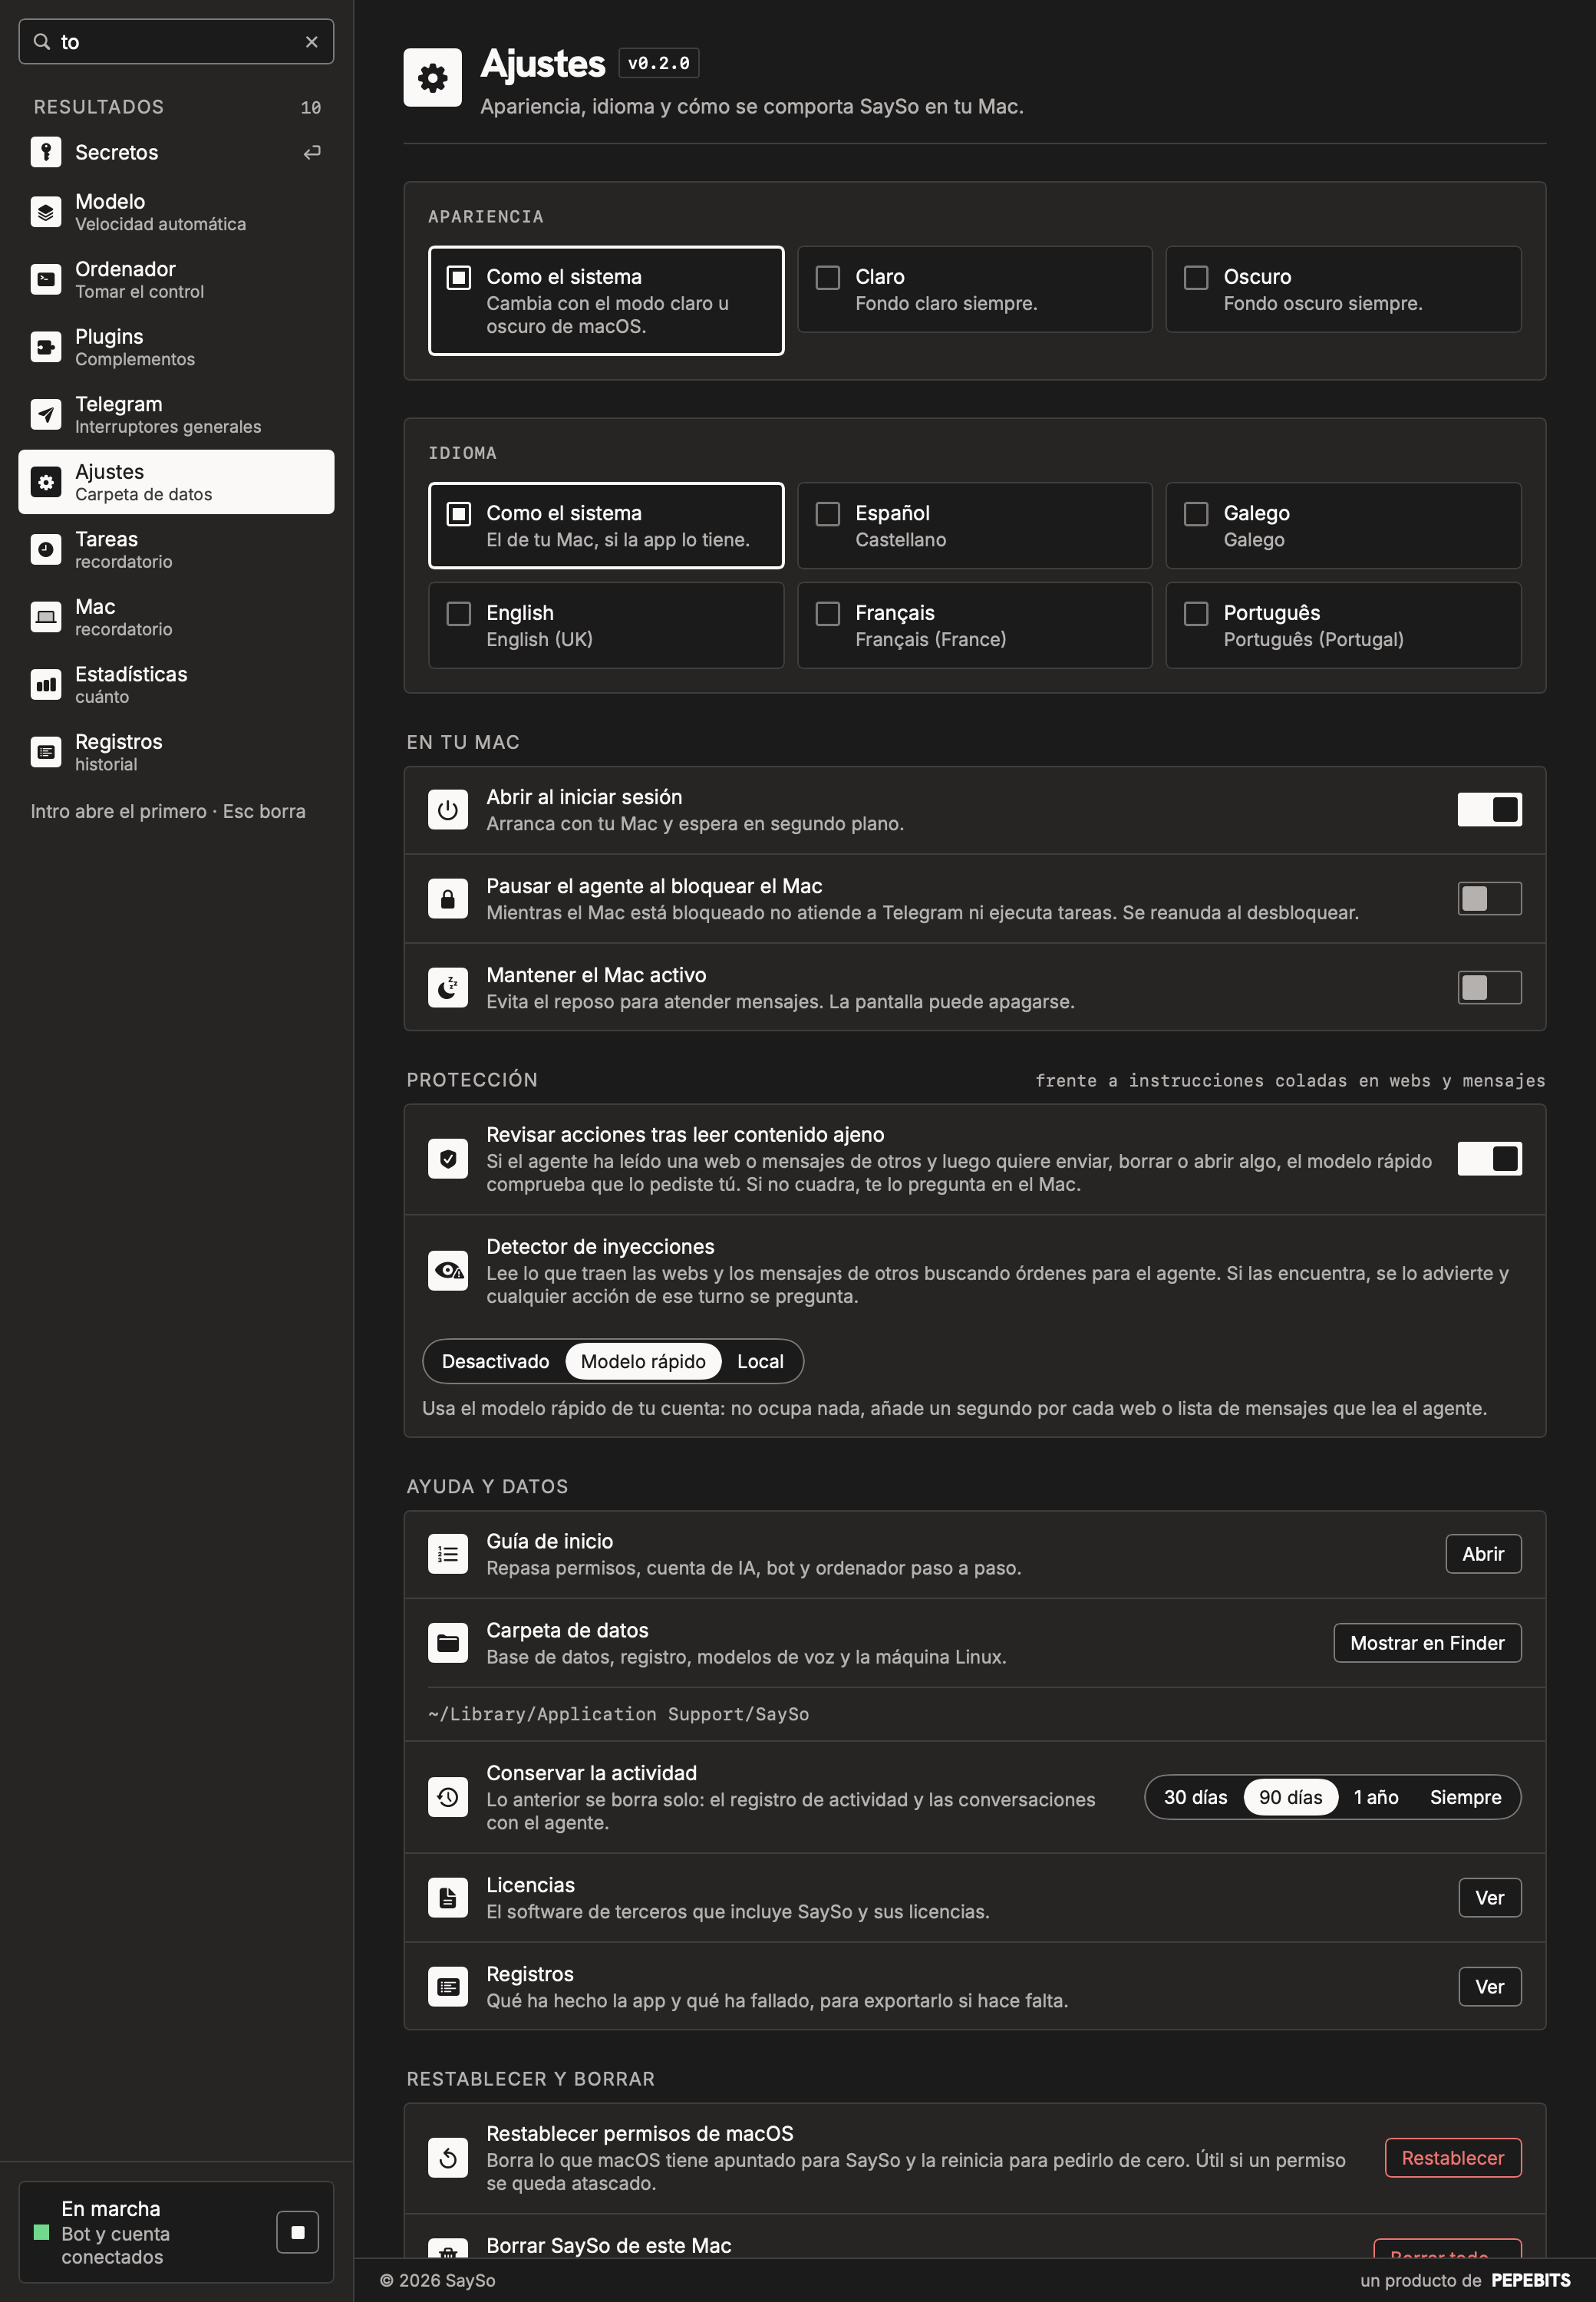 to
RESULTADOS 10
Secretos
Modelo
Velocidad automática
Ordenador
Tomar el control
Plugins
Complementos
Telegram
Interruptores generales
Ajustes
Carpeta de datos
Tareas
recordatorio
Mac
recordatorio
Estadísticas
cuánto
Registros
historial
Intro abre el primero · Esc borra
En marcha
Bot y cuenta
conectados
Ajustes v0.2.0
Apariencia, idioma y cómo se comporta SaySo en tu Mac.
APARIENCIA
Como el sistema
Cambia con el modo claro u
oscuro de macOS.
Claro
Fondo claro siempre.
Oscuro
Fondo oscuro siempre.
IDIOMA
Como el sistema
El de tu Mac, si la app lo tiene.
Español
Castellano
Galego
Galego
English
English (UK)
Français
Français (France)
Português
Português (Portugal)
EN TU MAC
Abrir al iniciar sesión
Arranca con tu Mac y espera en segundo plano.
Pausar el agente al bloquear el Mac
Mientras el Mac está bloqueado no atiende a Telegram ni ejecuta tareas. Se reanuda al desbloquear.
Mantener el Mac activo
Evita el reposo para atender mensajes. La pantalla puede apagarse.
PROTECCIÓN frente a instrucciones coladas en webs y mensajes
Revisar acciones tras leer contenido ajeno
Si el agente ha leído una web o mensajes de otros y luego quiere enviar, borrar o abrir algo, el modelo rápido
comprueba que lo pediste tú. Si no cuadra, te lo pregunta en el Mac.
Detector de inyecciones
Lee lo que traen las webs y los mensajes de otros buscando órdenes para el agente. Si las encuentra, se lo advierte y
cualquier acción de ese turno se pregunta.
Desactivado Modelo rápido Local
Usa el modelo rápido de tu cuenta: no ocupa nada, añade un segundo por cada web o lista de mensajes que lea el agente.
AYUDA Y DATOS
Guía de inicio
Repasa permisos, cuenta de IA, bot y ordenador paso a paso.
Abrir
Carpeta de datos
Base de datos, registro, modelos de voz y la máquina Linux.
Mostrar en Finder
~/Library/Application Support/SaySo
Conservar la actividad
Lo anterior se borra solo: el registro de actividad y las conversaciones
con el agente.
30 días 90 días 1 año Siempre
Licencias
El software de terceros que incluye SaySo y sus licencias.
Ver
Registros
Qué ha hecho la app y qué ha fallado, para exportarlo si hace falta.
Ver
RESTABLECER Y BORRAR
Restablecer permisos de macOS
Borra lo que macOS tiene apuntado para SaySo y la reinicia para pedirlo de cero. Útil si un permiso
se queda atascado.
Restablecer
Borrar SaySo de este Mac
© 2026 SaySo
un producto de PEPEBITS